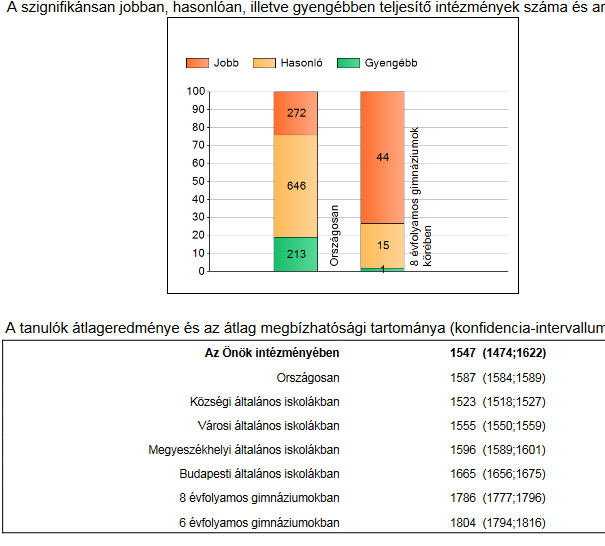 A szignifikánsan jobban, hasonlóan, illetve gyengébben teljesítő intézmények száma és
Jobb Hasonló Gyengébb
100
90
80
70
60
50
40
30
20
10
0
272
646
213
Országosan
44
15
1
8 évfolyamos gimnáziumok
körében
A tanulók átlageredménye és az átlag megbízhatósági tartománya (konfidencia-intervallum
Az Önök intézményében 1547 (1474;1622)
Országosan 1587 (1584;1589)
Községi általános iskolákban 1523 (1518;1527)
Városi általános iskolákban 1555 (1550;1559)
Megyeszékhelyi általános iskolákban 1596 (1589;1601)
Budapesti általános iskolákban 1665 (1656;1675)
8 évfolyamos gimnáziumokban 1786 (1777;1796)
6 évfolyamos gimnáziumokban 1804 (1794;1816)